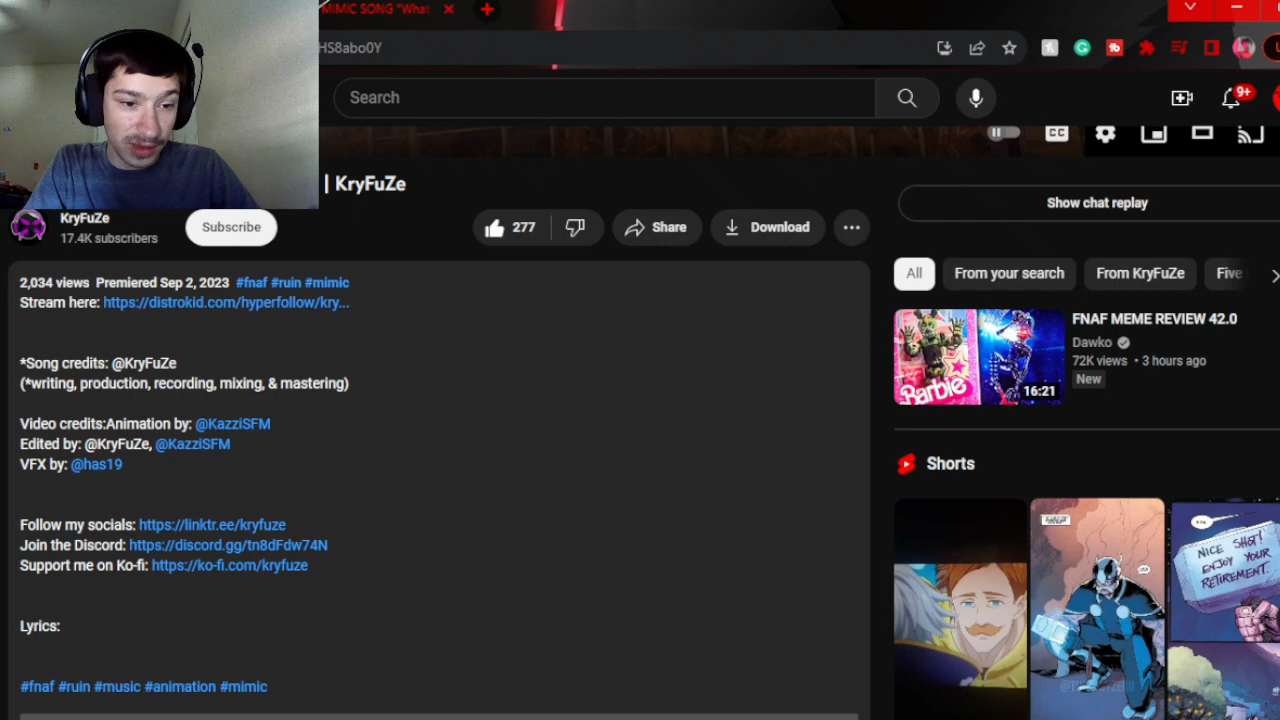 MIMIC SONG "What
HS8abo0Y
Search
9+
CC
| KryFuZe
KryFuZe
17.4K subscribers
Subscribe
277
Share
Download
Show chat replay
2,034 views Premiered Sep 2, 2023 #fnaf #ruin #mimic
Stream here: https://distrokid.com/hyperfollow/kry...
*Song credits: @KryFuZe
(*writing, production, recording, mixing, & mastering)
Video credits:Animation by: @KazziSFM
Edited by: @KryFuZe, @KazziSFM
VFX by: @has19
Follow my socials: https://linktr.ee/kryfuze
Join the Discord: https://discord.gg/tn8dFdw74N
Support me on Ko-fi: https://ko-fi.com/kryfuze
Lyrics:
#fnaf #ruin #music #animation #mimic
All
From your search
From KryFuZe
Five
FNAF MEME REVIEW 42.0
Dawko
72K views • 3 hours ago
New
Barbie
16:21
Shorts
NICE SHOT!
ENJOY YOUR
RETIREMENT.